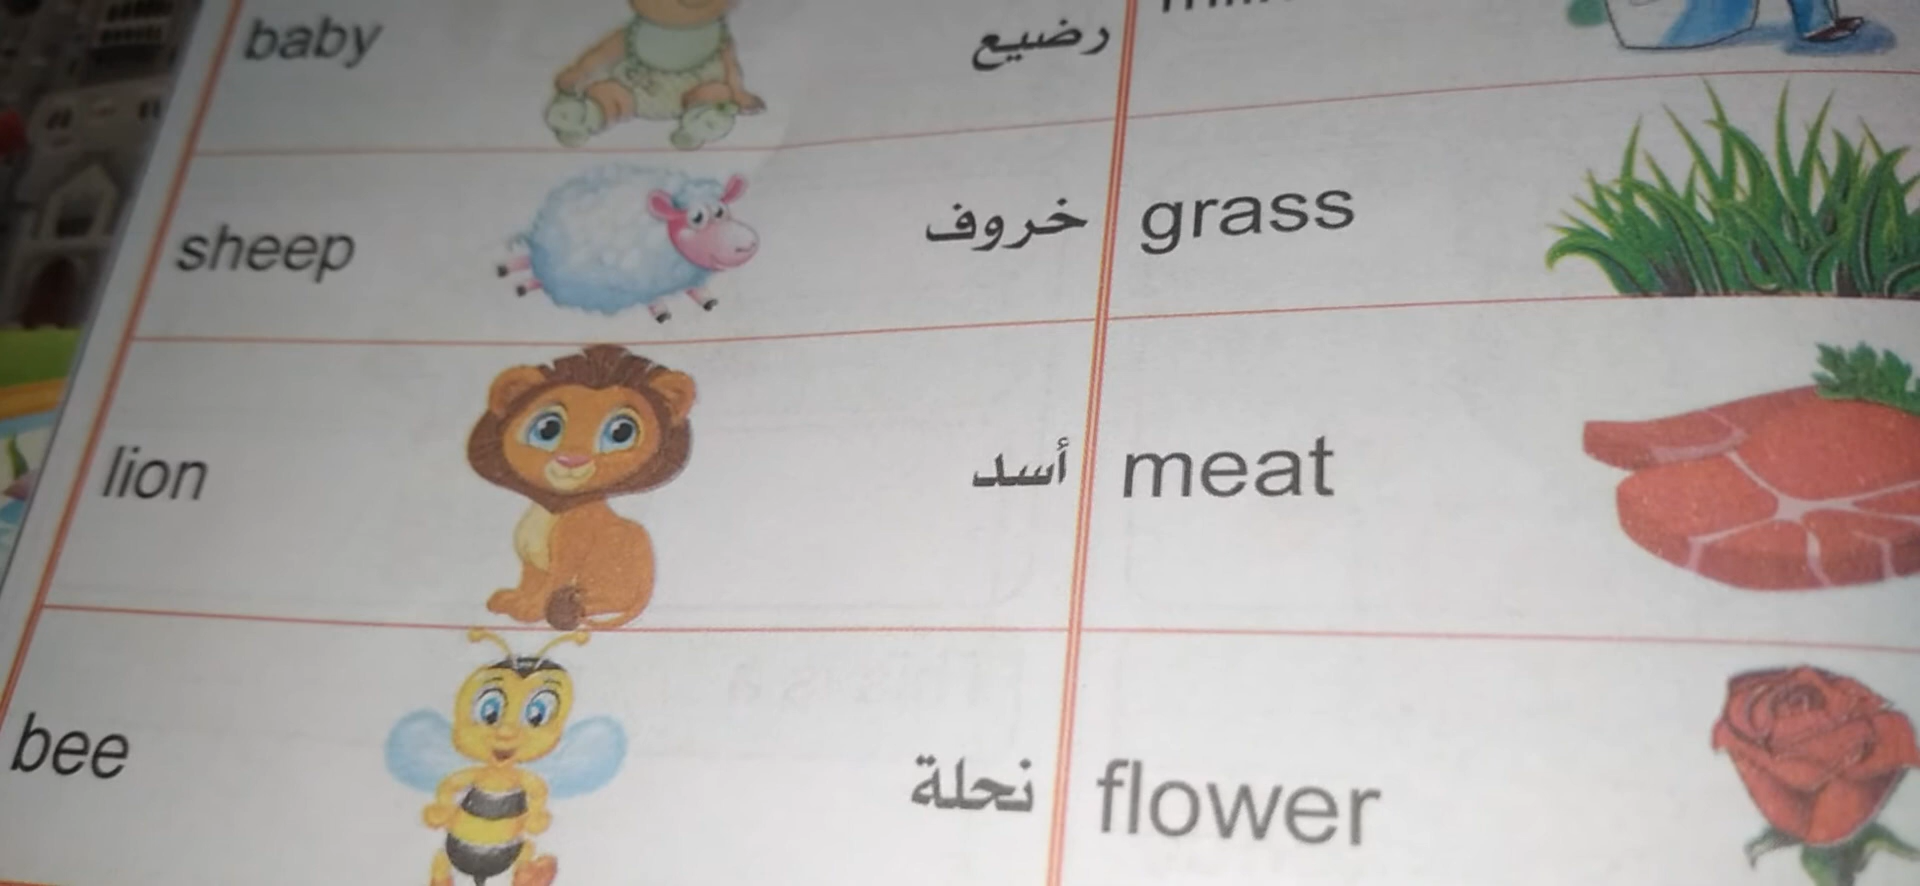 baby رضيع
sheep خروف grass
lion أسد meat
bee نحلة flower